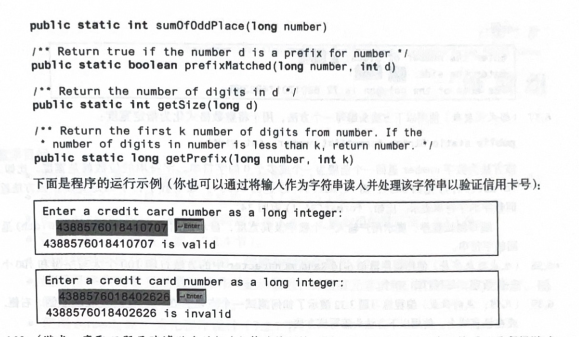 public static int sumOfOddPlace(long number)
/** Return true if the number d is a prefix for number */
public static boolean prefixMatched(long number, int d)
/** Return the number of digits in d */
public static int getSize(long d)
/** Return the first k number of digits from number. If the
* number of digits in number is less than k, return number. */
public static long getPrefix(long number, int k)
下面是程序的运行示例（你也可以通过将输入作为字符串读入并处理该字符串以验证信用卡号）：
Enter a credit card number as a long integer:
4388576018410707 Enter
4388576018410707 is valid
Enter a credit card number as a long integer:
4388576018402626 Enter
4388576018402626 is invalid